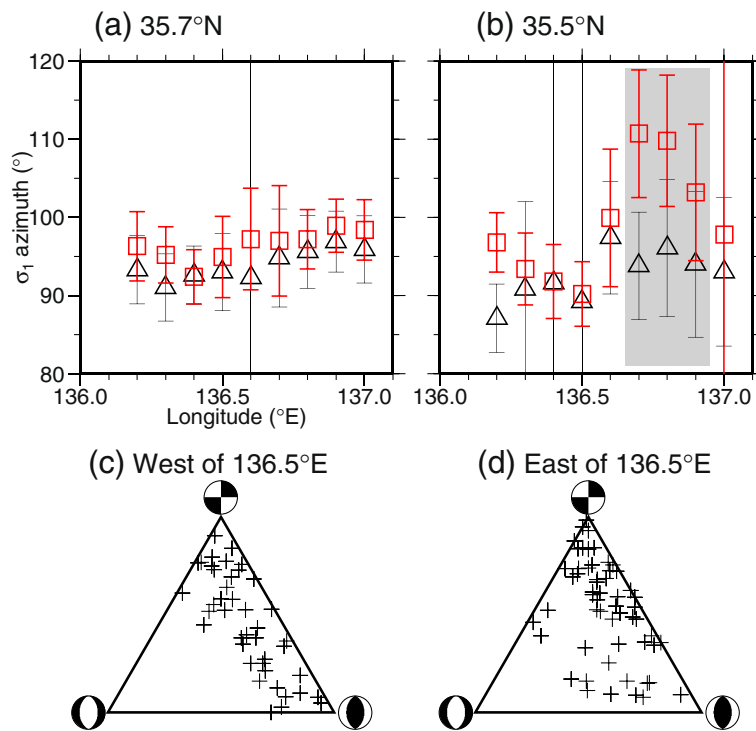 (a) 35.7°N
(b) 35.5°N
120
110
100
90
80
σ1 azimuth (°)
136.0 136.5 137.0
136.0 136.5 137.0
Longitude (°E)
(c) West of 136.5°E
(d) East of 136.5°E